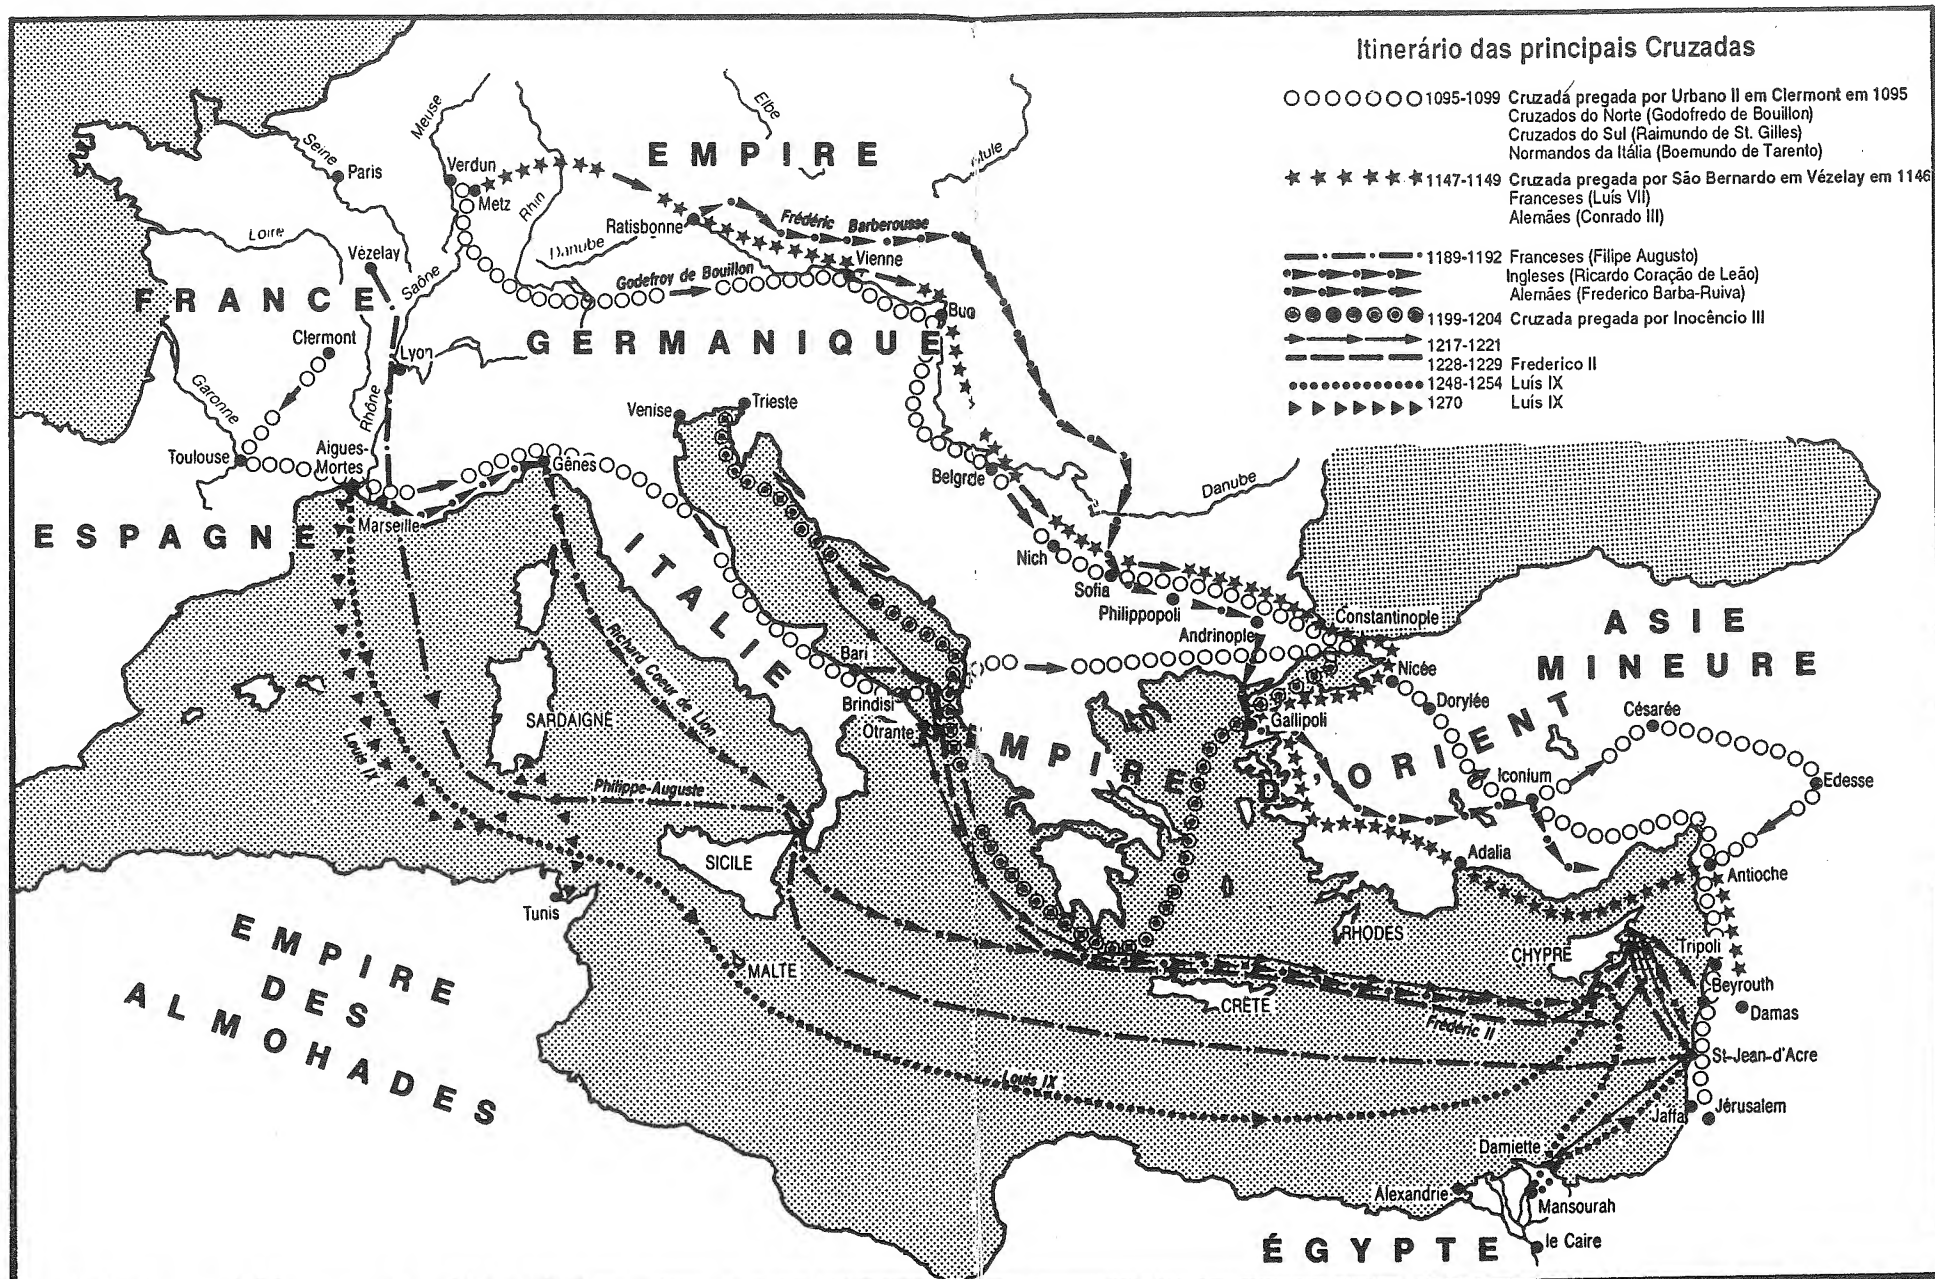 Itinerário das principais Cruzadas
1095-1099 Cruzada pregada por Urbano II em Clermont em 1095
Cruzados do Norte (Godofredo de Bouillon)
Cruzados do Sul (Raimundo de St. Gilles)
Normandos da Itália (Boemundo de Tarento)
1147-1149 Cruzada pregada por São Bernardo em Vézelay em 1146
Franceses (Luís VII)
Alemães (Conrado III)
1189-1192 Franceses (Filipe Augusto)
Ingleses (Ricardo Coração de Leão)
Alemães (Frederico Barba-Ruiva)
1199-1204 Cruzada pregada por Inocêncio III
1217-1221
1228-1229 Frederico II
1248-1254 Luís IX
1270 Luís IX
Meuse
Elbe
Seine
Paris
Verdun
Metz
EMPIRE
Rhin
Ratisbonne
Frédéric Barberousse
Loire
Danube
Vézelay
Vienne
Saône
Godefroy de Bouillon
FRANCE
Bud
Clermont
Lyon
GERMANIQUE
Garonne
Rhône
Venise
Trieste
Toulouse
Aigues-
Mortes
Gênes
Belgrde
Danube
Marseille
ESPAGNE
ITALIE
Nich
Sofia
Philippopoli
Andrinople
Constantinople
ASIE
MINEURE
Richard Coeur de Lion
Bari
Nicée
Brindisi
Dorylée
Césarée
SARDAIGNE
Otrante
Gallipoli
EMPIRE
D'ORIENT
Louis IX
Philippe-Auguste
Iconium
Edesse
SICILE
Adalia
Antioche
Tunis
RHODES
EMPIRE
DES
ALMOHADES
MALTE
CHYPRE
Tripoli
CRÈTE
Beyrouth
Damas
Frédéric II
St-Jean-d'Acre
Louis IX
Jaffa
Jérusalem
Damiette
Alexandrie
Mansourah
ÉGYPTE
le Caire